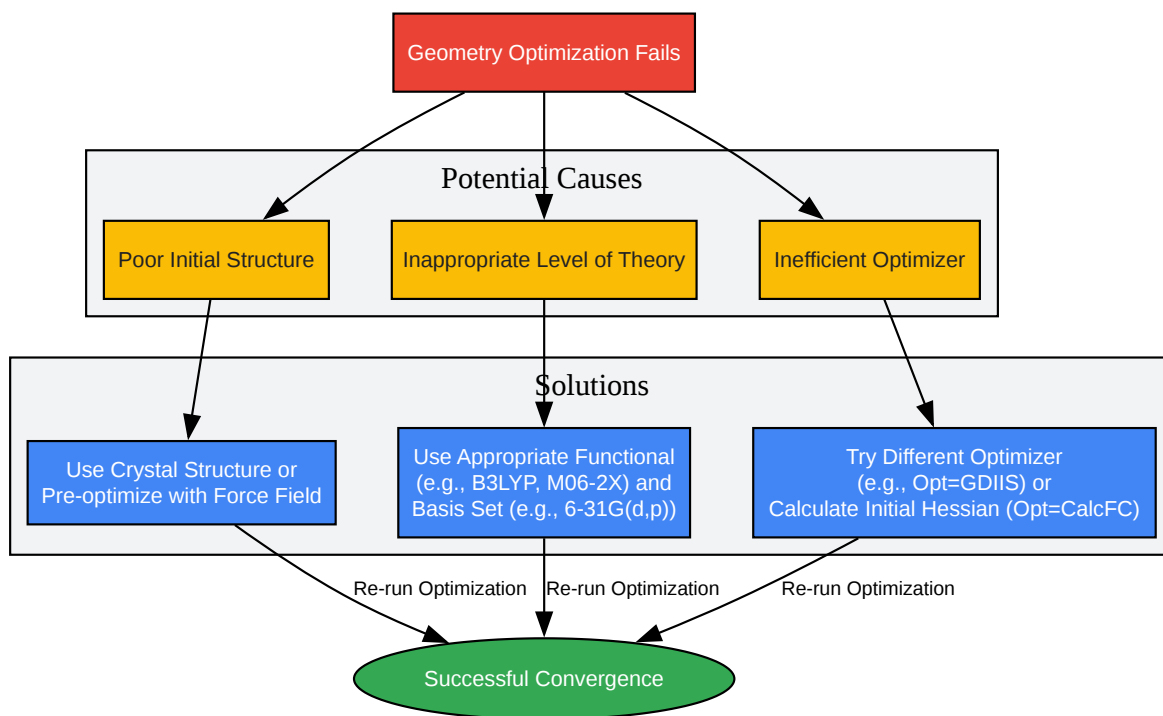 Geometry Optimization Fails
Potential Causes
Poor Initial Structure
Inappropriate Level of Theory
Inefficient Optimizer
Solutions
Use Crystal Structure or
Pre-optimize with Force Field
Use Appropriate Functional
(e.g., B3LYP, M06-2X) and
Basis Set (e.g., 6-31G(d,p))
Try Different Optimizer
(e.g., Opt=GDIIS) or
Calculate Initial Hessian (Opt=CalcFC)
Re-run Optimization
Re-run Optimization
Re-run Optimization
Successful Convergence